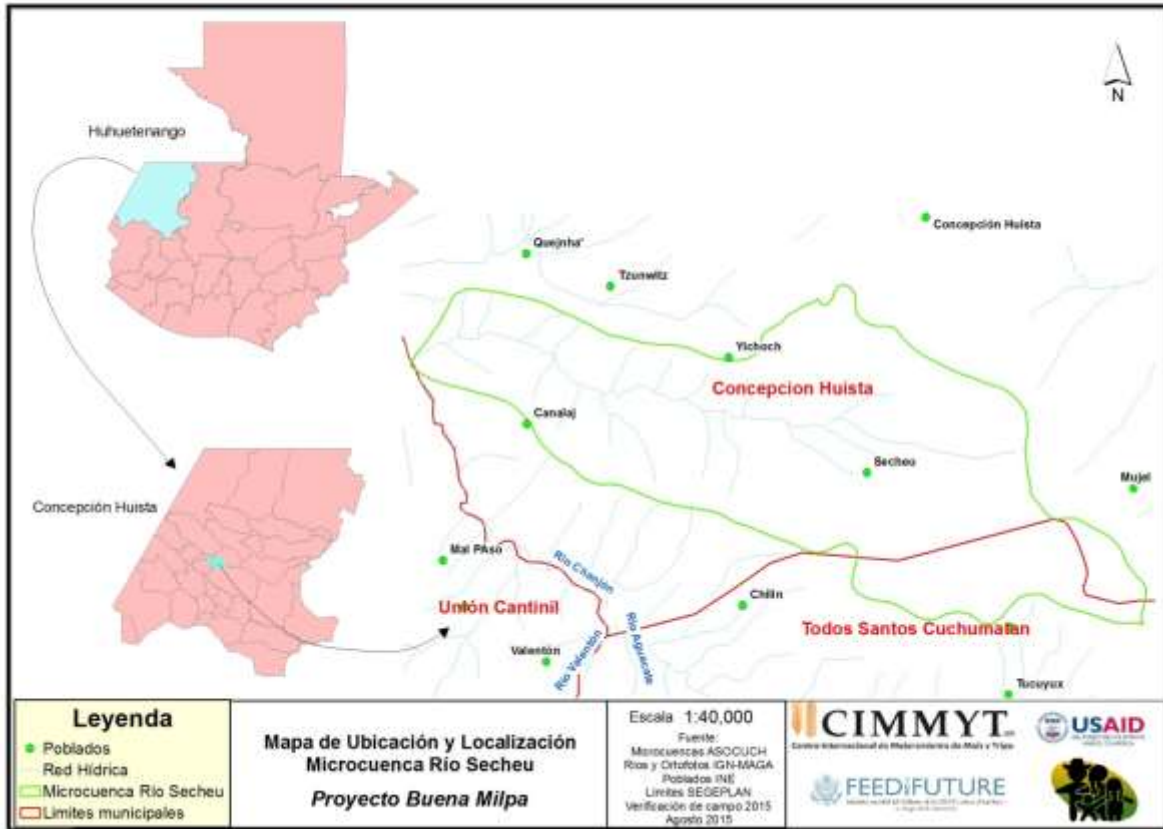 Huhuetenango
N
Concepción Huista
Quejnha'
Tzunwitz
Yichoch
Concepcion Huista
Canalaj
Secheu
Mujel
Concepción Huista
Mal PAso
Río Chanjón
Unión Cantinil
Chilin
Todos Santos Cuchumatan
Valentón
Río Valentón
Río Aguacate
Tucuyux
Leyenda
Poblados
Red Hídrica
Microcuenca Río Secheu
Limites municipales
Mapa de Ubicación y Localización
Microcuenca Río Secheu
Proyecto Buena Milpa
Escala 1:40,000
Fuente:
Microcuencas ASOCUCH
Rios y Ortofotos IGN-MAGA
Poblados INE
Limites SEGEPLAN
Verificación de campo 2015
Agosto 2015
CIMMYT
Centro Internacional de Mejoramiento de Maíz y Trigo
USAID
FEED FUTURE